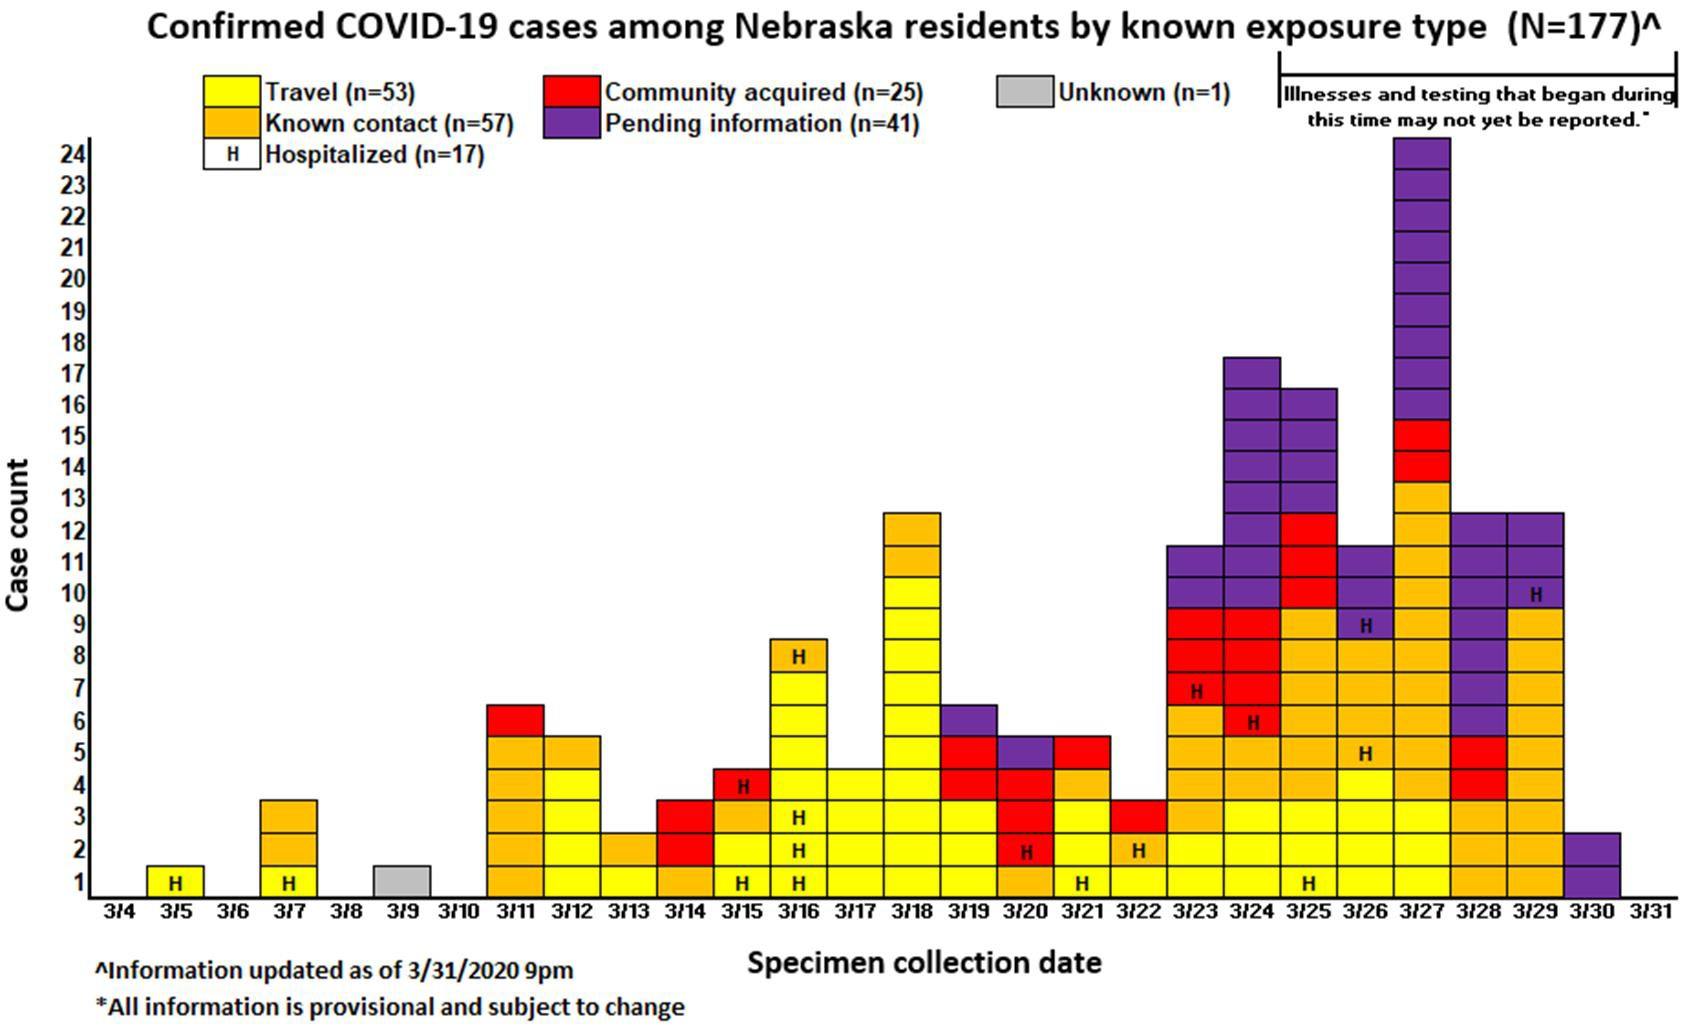 Confirmed COVID-19 cases among Nebraska residents by known exposure type (N=177)^
Travel (n=53)
Community acquired (n=25)
Unknown (n=1)
Known contact (n=57)
Pending information (n=41)
H Hospitalized (n=17)
Illnesses and testing that began during
this time may not yet be reported.*
24
23
22
21
20
19
18
17
16
15
14
13
12
11
10 H
9 H
8 H
7 H
6 H
5 H
4 H
3 H
2 H H H
1 H H H H H H
Case count
3/4 3/5 3/6 3/7 3/8 3/9 3/10 3/11 3/12 3/13 3/14 3/15 3/16 3/17 3/18 3/19 3/20 3/21 3/22 3/23 3/24 3/25 3/26 3/27 3/28 3/29 3/30 3/31
Specimen collection date
^Information updated as of 3/31/2020 9pm
*All information is provisional and subject to change